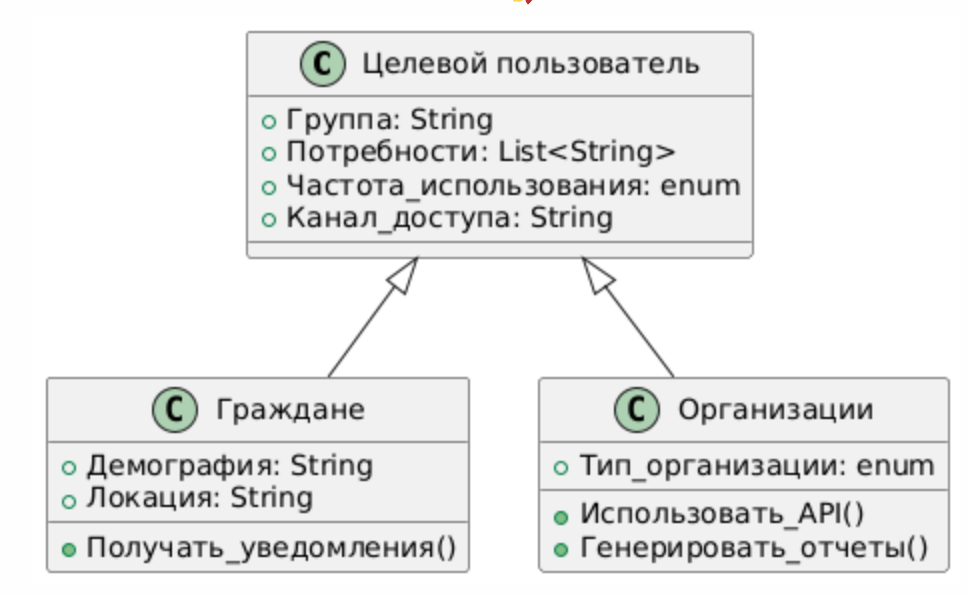 C Целевой пользователь
Группа: String
Потребности: List<String>
Частота_использования: enum
Канал_доступа: String
C Граждане
Демография: String
Локация: String
Получать_уведомления()
C Организации
Тип_организации: enum
Использовать_API()
Генерировать_отчеты()